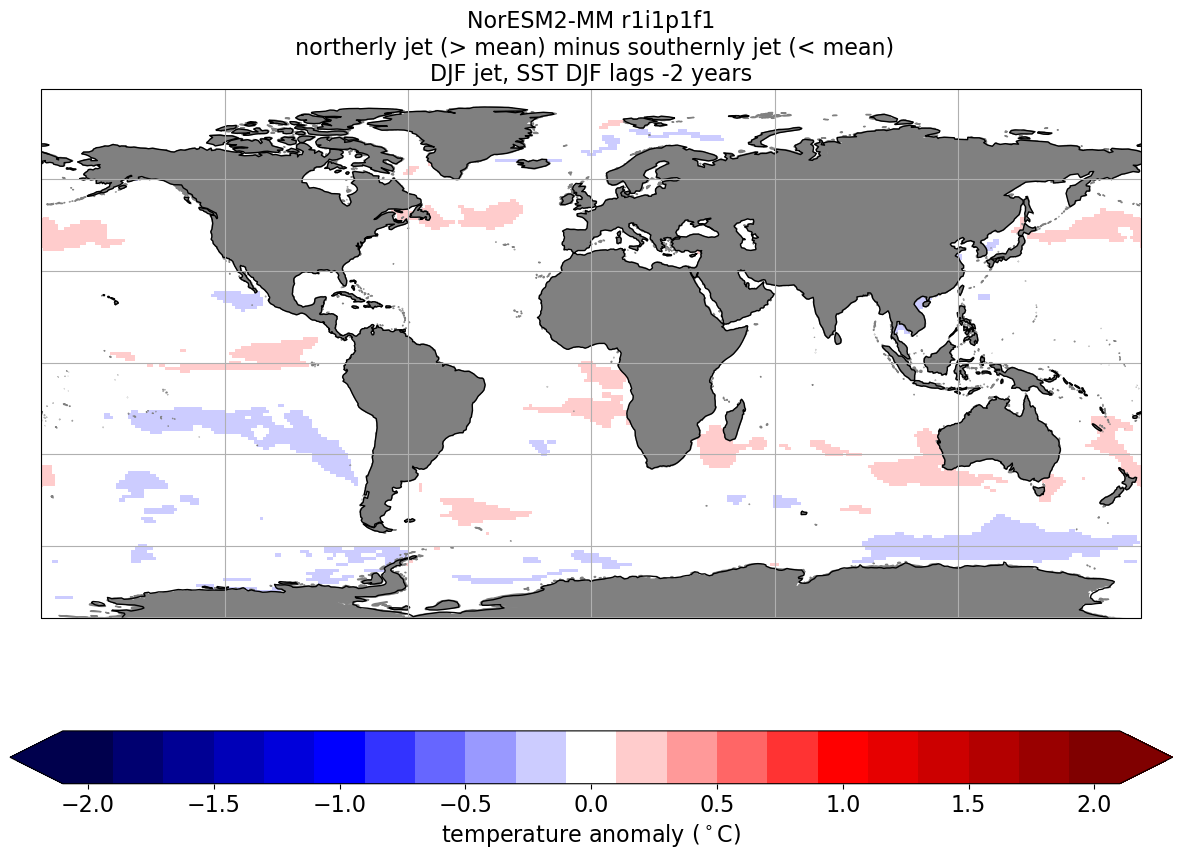 NorESM2-MM r1i1p1f1
northerly jet (> mean) minus southernly jet (< mean)
DJF jet, SST DJF lags -2 years
−2.0 −1.5 −1.0 −0.5 0.0 0.5 1.0 1.5 2.0
temperature anomaly (°C)